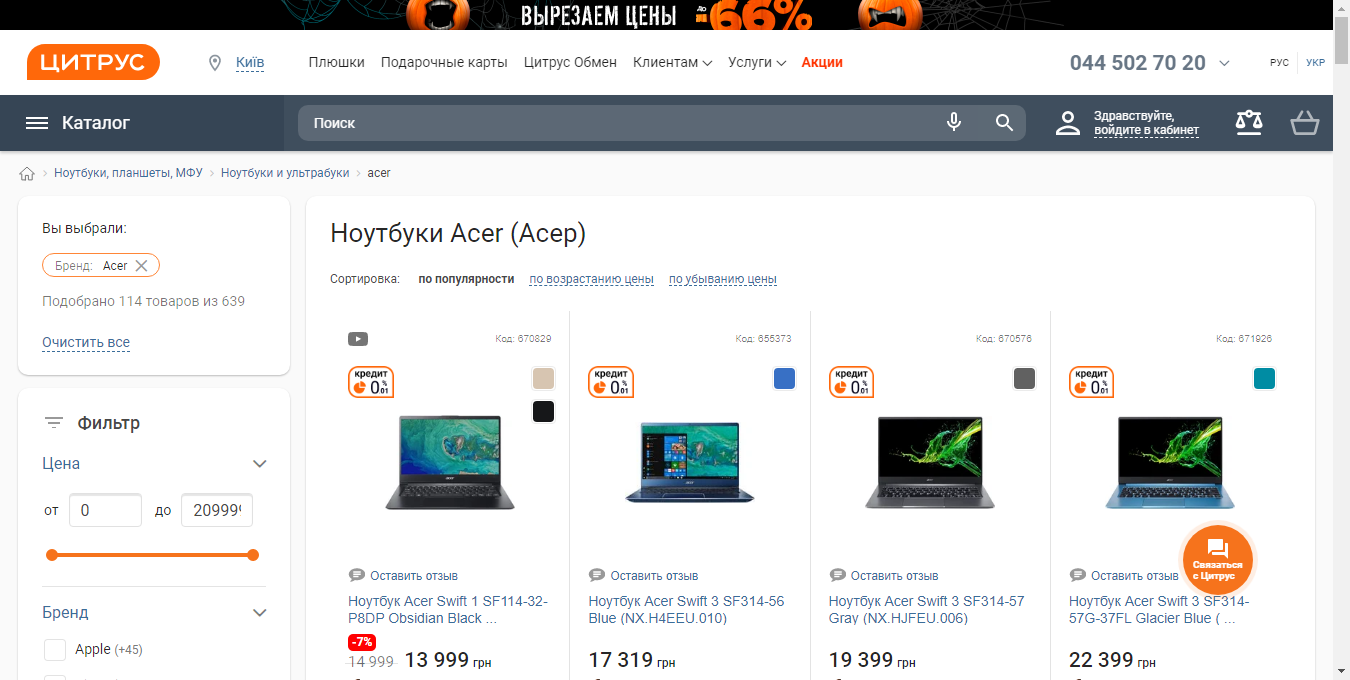 ВЫРЕЗАЕМ ЦЕНЫ до 66%
ЦИТРУС
Київ
Плюшки Подарочные карты Цитрус Обмен Клиентам Услуги Акции
044 502 70 20
РУС УКР
Каталог
Поиск
Здравствуйте,
войдите в кабинет
Ноутбуки, планшеты, МФУ › Ноутбуки и ультрабуки › acer
Вы выбрали:
Бренд: Acer
Подобрано 114 товаров из 639
Очистить все
Фильтр
Цена
от 0 до 20999
Бренд
Apple (+45)
Ноутбуки Acer (Асер)
Сортировка: по популярности по возрастанию цены по убыванию цены
Код: 670829
кредит
0 % .01
Оставить отзыв
Ноутбук Acer Swift 1 SF114-32-
P8DP Obsidian Black ...
-7%
14 999 13 999 грн
Код: 655373
кредит
0 % .01
Оставить отзыв
Ноутбук Acer Swift 3 SF314-56
Blue (NX.H4EEU.010)
17 319 грн
Код: 670576
кредит
0 % .01
Оставить отзыв
Ноутбук Acer Swift 3 SF314-57
Gray (NX.HJFEU.006)
19 399 грн
Код: 671926
кредит
0 % .01
Оставить отзыв
Ноутбук Acer Swift 3 SF314-
57G-37FL Glacier Blue ( ...
22 399 грн
Связаться
с Цитрус